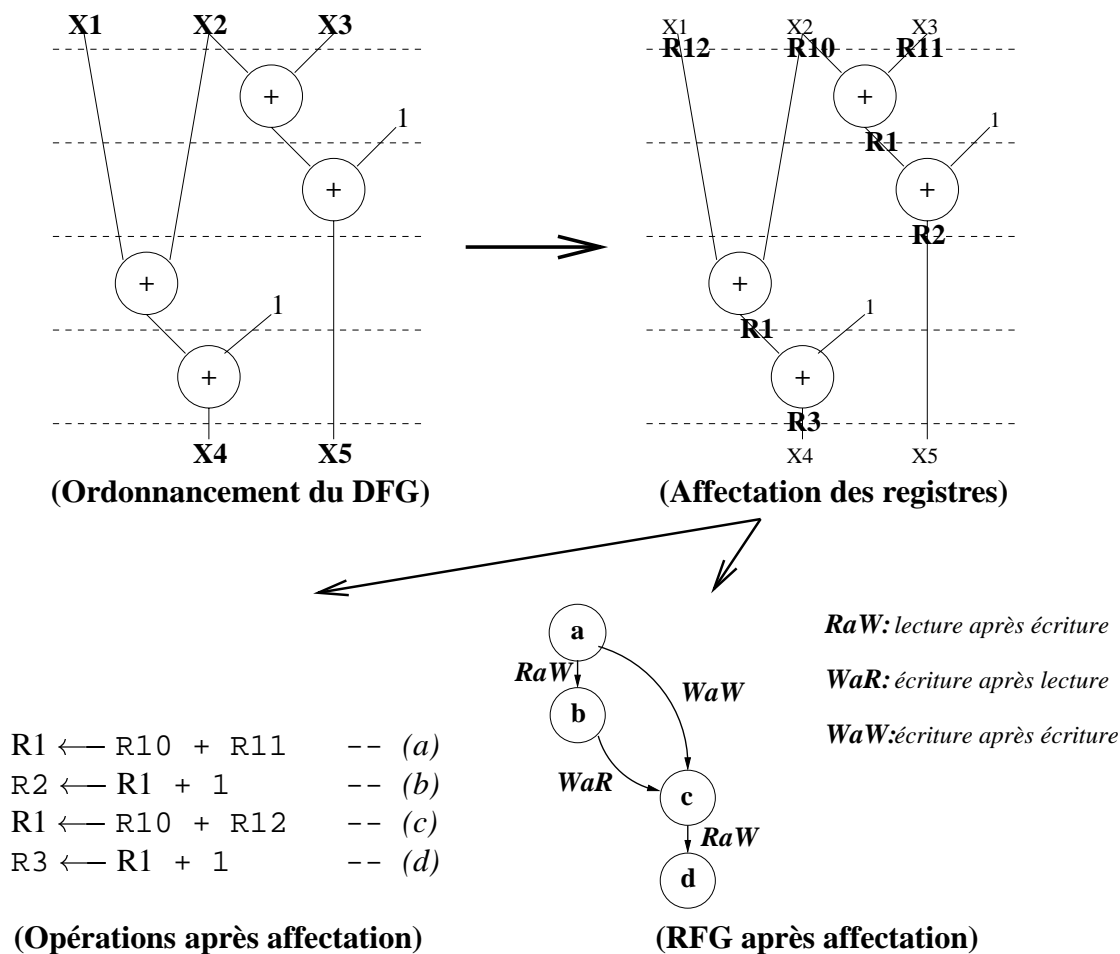 X1 X2 X3
+
1
+
+
1
+
X4 X5
(Ordonnancement du DFG)
X1 X2 X3
R12 R10 R11
+
1
R1
+
R2
+
1
R1
+
R3
X4 X5
(Affectation des registres)
R1 ←— R10 + R11 -- (a)
R2 ←— R1 + 1 -- (b)
R1 ←— R10 + R12 -- (c)
R3 ←— R1 + 1 -- (d)
(Opérations après affectation)
a
RaW
WaW
b
WaR
c
RaW
d
(RFG après affectation)
RaW: lecture après écriture
WaR: écriture après lecture
WaW: écriture après écriture